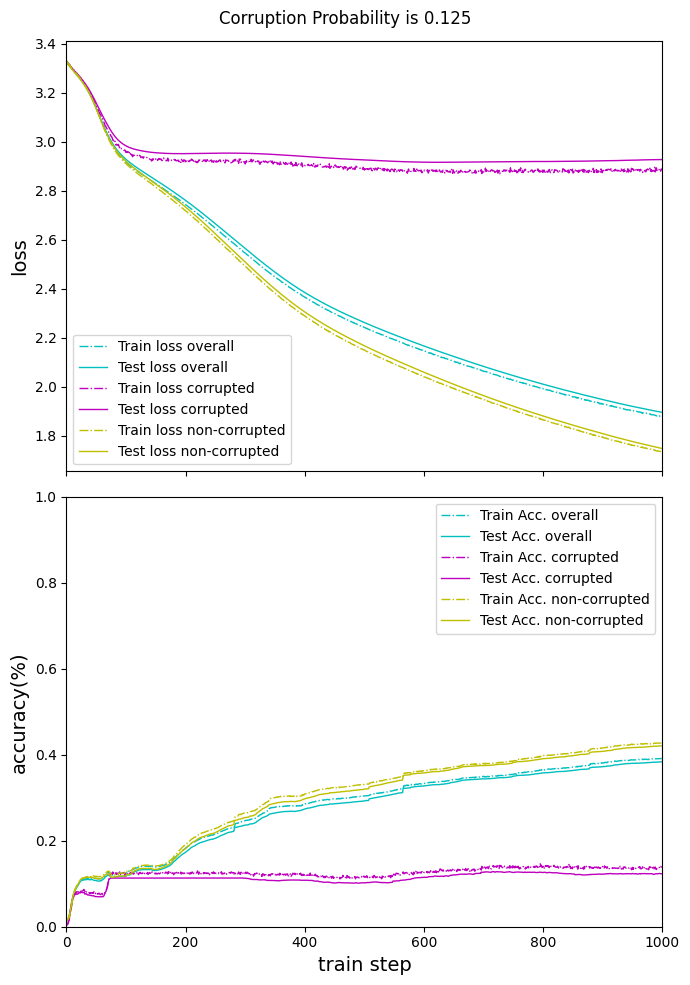 Corruption Probability is 0.125
3.4
3.2
3.0
2.8
2.6
2.4
2.2
2.0
1.8
loss
Train loss overall
Test loss overall
Train loss corrupted
Test loss corrupted
Train loss non-corrupted
Test loss non-corrupted
1.0
0.8
0.6
0.4
0.2
0.0
accuracy(%)
Train Acc. overall
Test Acc. overall
Train Acc. corrupted
Test Acc. corrupted
Train Acc. non-corrupted
Test Acc. non-corrupted
0 200 400 600 800 1000
train step